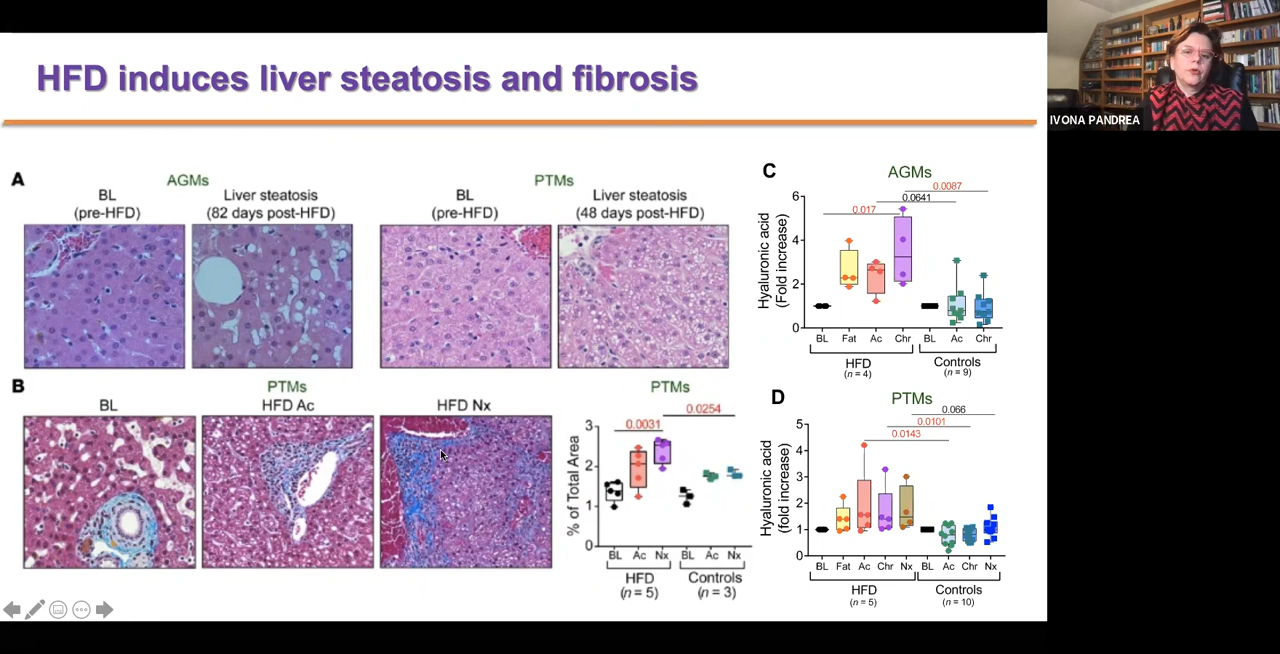 HFD induces liver steatosis and fibrosis
IVONA PANDREA
A
AGMs
BL
(pre-HFD)
Liver steatosis
(82 days post-HFD)
PTMs
BL
(pre-HFD)
Liver steatosis
(48 days post-HFD)
B
PTMs
BL
HFD Ac
HFD Nx
PTMs
0.0254
0.0031
% of Total Area
3
2
1
0
BL Ac Nx BL Ac Nx
HFD
(n = 5)
Controls
(n = 3)
C
AGMs
0.0087
0.0641
0.017
Hyaluronic acid
(Fold increase)
6
4
2
0
BL Fat Ac Chr BL Ac Chr
HFD
(n = 4)
Controls
(n = 9)
D
PTMs
0.066
0.0101
0.0143
Hyaluronic acid
(fold increase)
5
4
3
2
1
0
BL Fat Ac Chr Nx BL Ac Chr Nx
HFD
(n = 5)
Controls
(n = 10)